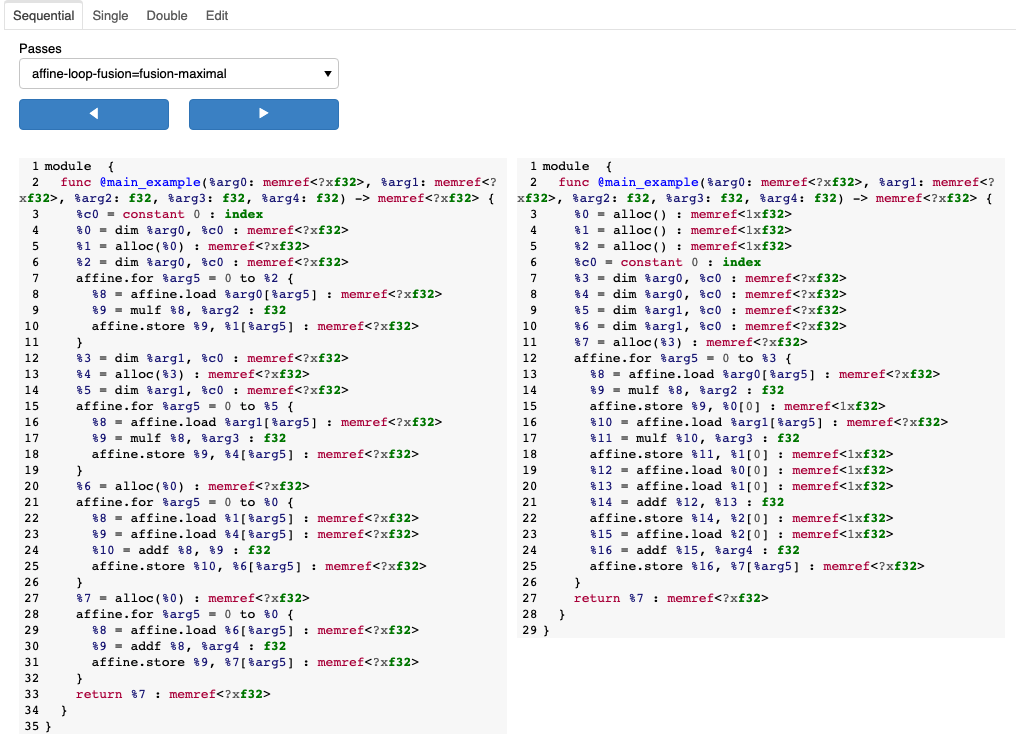 Sequential Single Double Edit
Passes
affine-loop-fusion=fusion-maximal
1 module  {
2   func @main_example(%arg0: memref<?xf32>, %arg1: memref<?
xf32>, %arg2: f32, %arg3: f32, %arg4: f32) -> memref<?xf32> {
3     %c0 = constant 0 : index
4     %0 = dim %arg0, %c0 : memref<?xf32>
5     %1 = alloc(%0) : memref<?xf32>
6     %2 = dim %arg0, %c0 : memref<?xf32>
7     affine.for %arg5 = 0 to %2 {
8       %8 = affine.load %arg0[%arg5] : memref<?xf32>
9       %9 = mulf %8, %arg2 : f32
10       affine.store %9, %1[%arg5] : memref<?xf32>
11     }
12     %3 = dim %arg1, %c0 : memref<?xf32>
13     %4 = alloc(%3) : memref<?xf32>
14     %5 = dim %arg1, %c0 : memref<?xf32>
15     affine.for %arg5 = 0 to %5 {
16       %8 = affine.load %arg1[%arg5] : memref<?xf32>
17       %9 = mulf %8, %arg3 : f32
18       affine.store %9, %4[%arg5] : memref<?xf32>
19     }
20     %6 = alloc(%0) : memref<?xf32>
21     affine.for %arg5 = 0 to %0 {
22       %8 = affine.load %1[%arg5] : memref<?xf32>
23       %9 = affine.load %4[%arg5] : memref<?xf32>
24       %10 = addf %8, %9 : f32
25       affine.store %10, %6[%arg5] : memref<?xf32>
26     }
27     %7 = alloc(%0) : memref<?xf32>
28     affine.for %arg5 = 0 to %0 {
29       %8 = affine.load %6[%arg5] : memref<?xf32>
30       %9 = addf %8, %arg4 : f32
31       affine.store %9, %7[%arg5] : memref<?xf32>
32     }
33     return %7 : memref<?xf32>
34   }
35 }
1 module  {
2   func @main_example(%arg0: memref<?xf32>, %arg1: memref<?
xf32>, %arg2: f32, %arg3: f32, %arg4: f32) -> memref<?xf32> {
3     %0 = alloc() : memref<1xf32>
4     %1 = alloc() : memref<1xf32>
5     %2 = alloc() : memref<1xf32>
6     %c0 = constant 0 : index
7     %3 = dim %arg0, %c0 : memref<?xf32>
8     %4 = dim %arg0, %c0 : memref<?xf32>
9     %5 = dim %arg1, %c0 : memref<?xf32>
10     %6 = dim %arg1, %c0 : memref<?xf32>
11     %7 = alloc(%3) : memref<?xf32>
12     affine.for %arg5 = 0 to %3 {
13       %8 = affine.load %arg0[%arg5] : memref<?xf32>
14       %9 = mulf %8, %arg2 : f32
15       affine.store %9, %0[0] : memref<1xf32>
16       %10 = affine.load %arg1[%arg5] : memref<?xf32>
17       %11 = mulf %10, %arg3 : f32
18       affine.store %11, %1[0] : memref<1xf32>
19       %12 = affine.load %0[0] : memref<1xf32>
20       %13 = affine.load %1[0] : memref<1xf32>
21       %14 = addf %12, %13 : f32
22       affine.store %14, %2[0] : memref<1xf32>
23       %15 = affine.load %2[0] : memref<1xf32>
24       %16 = addf %15, %arg4 : f32
25       affine.store %16, %7[%arg5] : memref<?xf32>
26     }
27     return %7 : memref<?xf32>
28   }
29 }